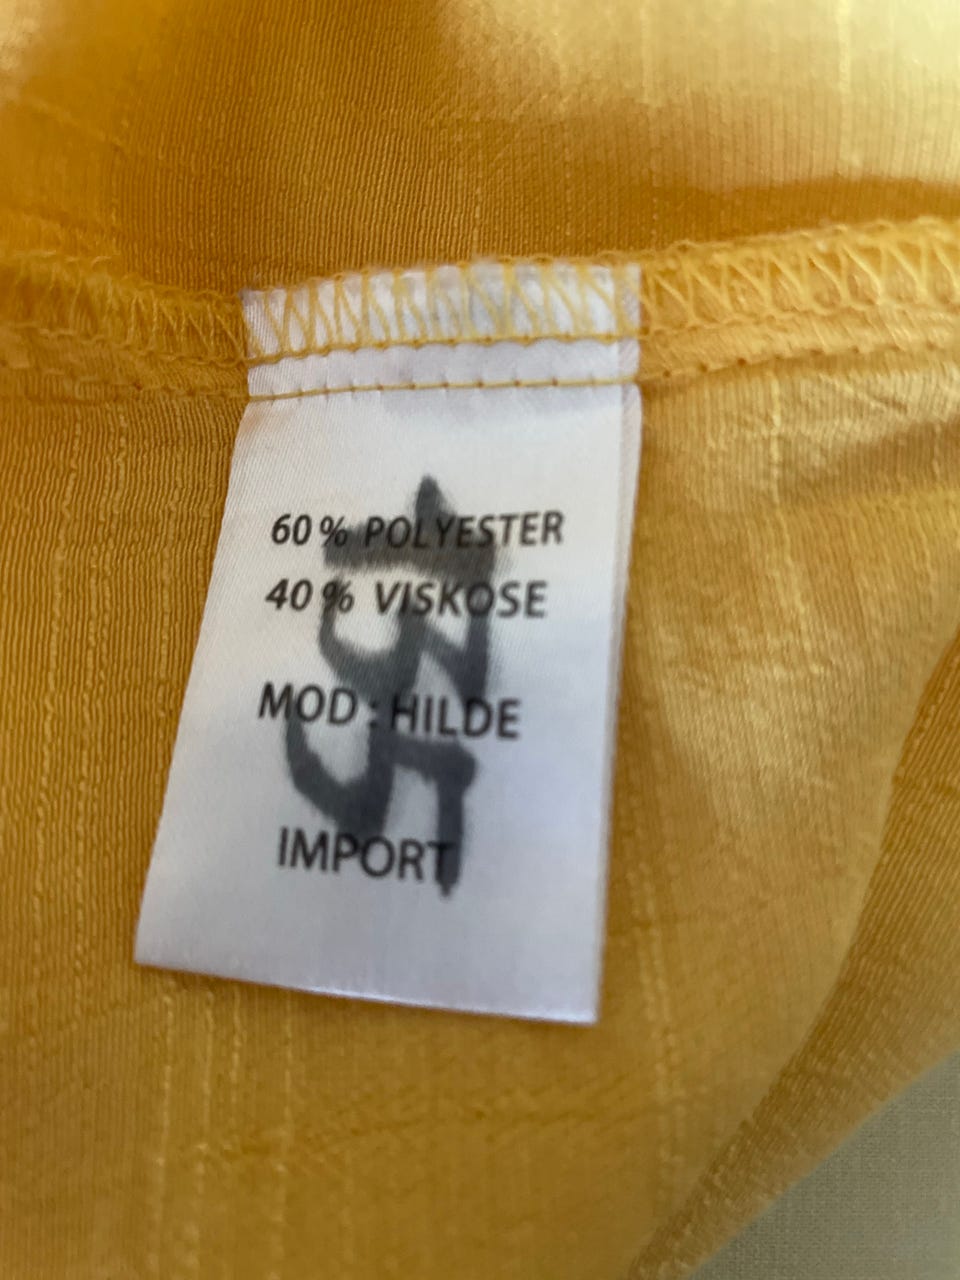 60 % POLYESTER
40 % VISKOSE
MOD : HILDE
IMPORT